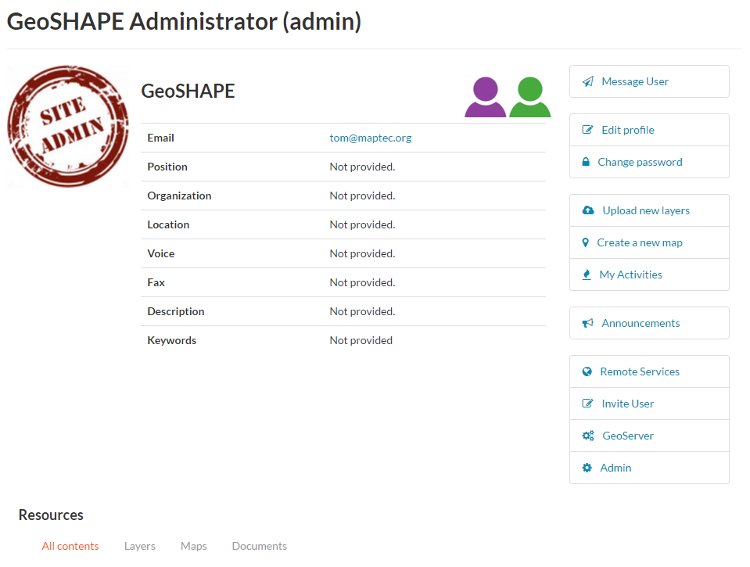 GeoSHAPE Administrator (admin)
SITE
ADMIN
GeoSHAPE
Email tom@maptec.org
Position Not provided.
Organization Not provided.
Location Not provided.
Voice Not provided.
Fax Not provided.
Description Not provided.
Keywords Not provided
Message User
Edit profile
Change password
Upload new layers
Create a new map
My Activities
Announcements
Remote Services
Invite User
GeoServer
Admin
Resources
All contents Layers Maps Documents